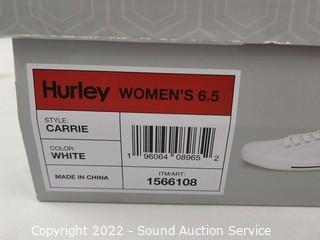 Hurley WOMEN'S 6.5
STYLE:
CARRIE
COLOR:
WHITE
1 96064 08965 2
MADE IN CHINA
ITM/ART:
1566108
Copyright 2022 - Sound Auction Service